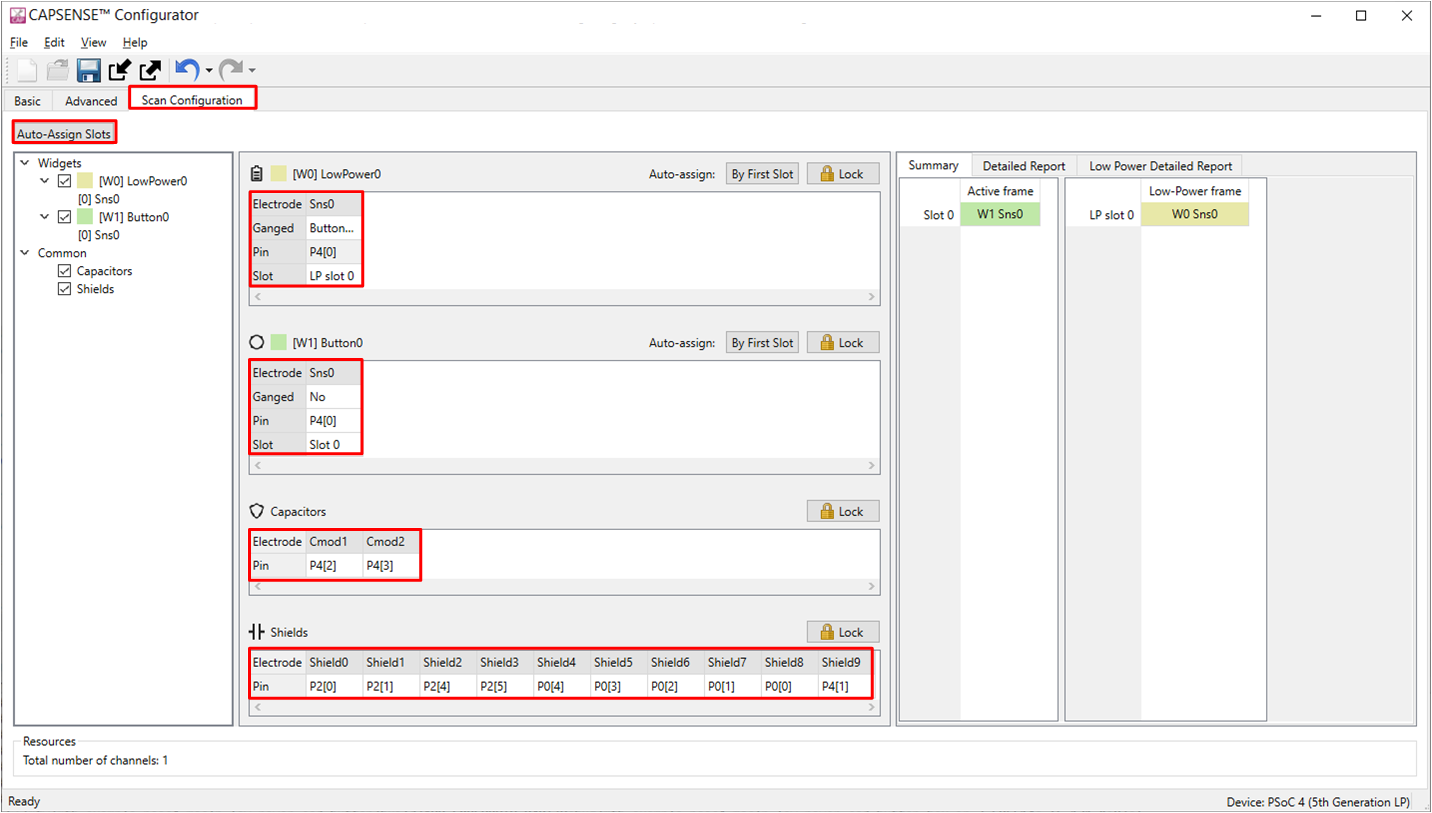 CAPSENSE™ Configurator
File Edit View Help
Basic Advanced Scan Configuration
Auto-Assign Slots
Widgets
[W0] LowPower0
[0] Sns0
[W1] Button0
[0] Sns0
Common
Capacitors
Shields
[W0] LowPower0 Auto-assign: By First Slot Lock
Electrode Sns0
Ganged Button...
Pin P4[0]
Slot LP slot 0
[W1] Button0 Auto-assign: By First Slot Lock
Electrode Sns0
Ganged No
Pin P4[0]
Slot Slot 0
Capacitors Lock
Electrode Cmod1 Cmod2
Pin P4[2] P4[3]
Shields Lock
Electrode Shield0 Shield1 Shield2 Shield3 Shield4 Shield5 Shield6 Shield7 Shield8 Shield9
Pin P2[0] P2[1] P2[4] P2[5] P0[4] P0[3] P0[2] P0[1] P0[0] P4[1]
Summary Detailed Report Low Power Detailed Report
Active frame Low-Power frame
Slot 0 W1 Sns0 LP slot 0 W0 Sns0
Resources
Total number of channels: 1
Ready Device: PSoC 4 (5th Generation LP)